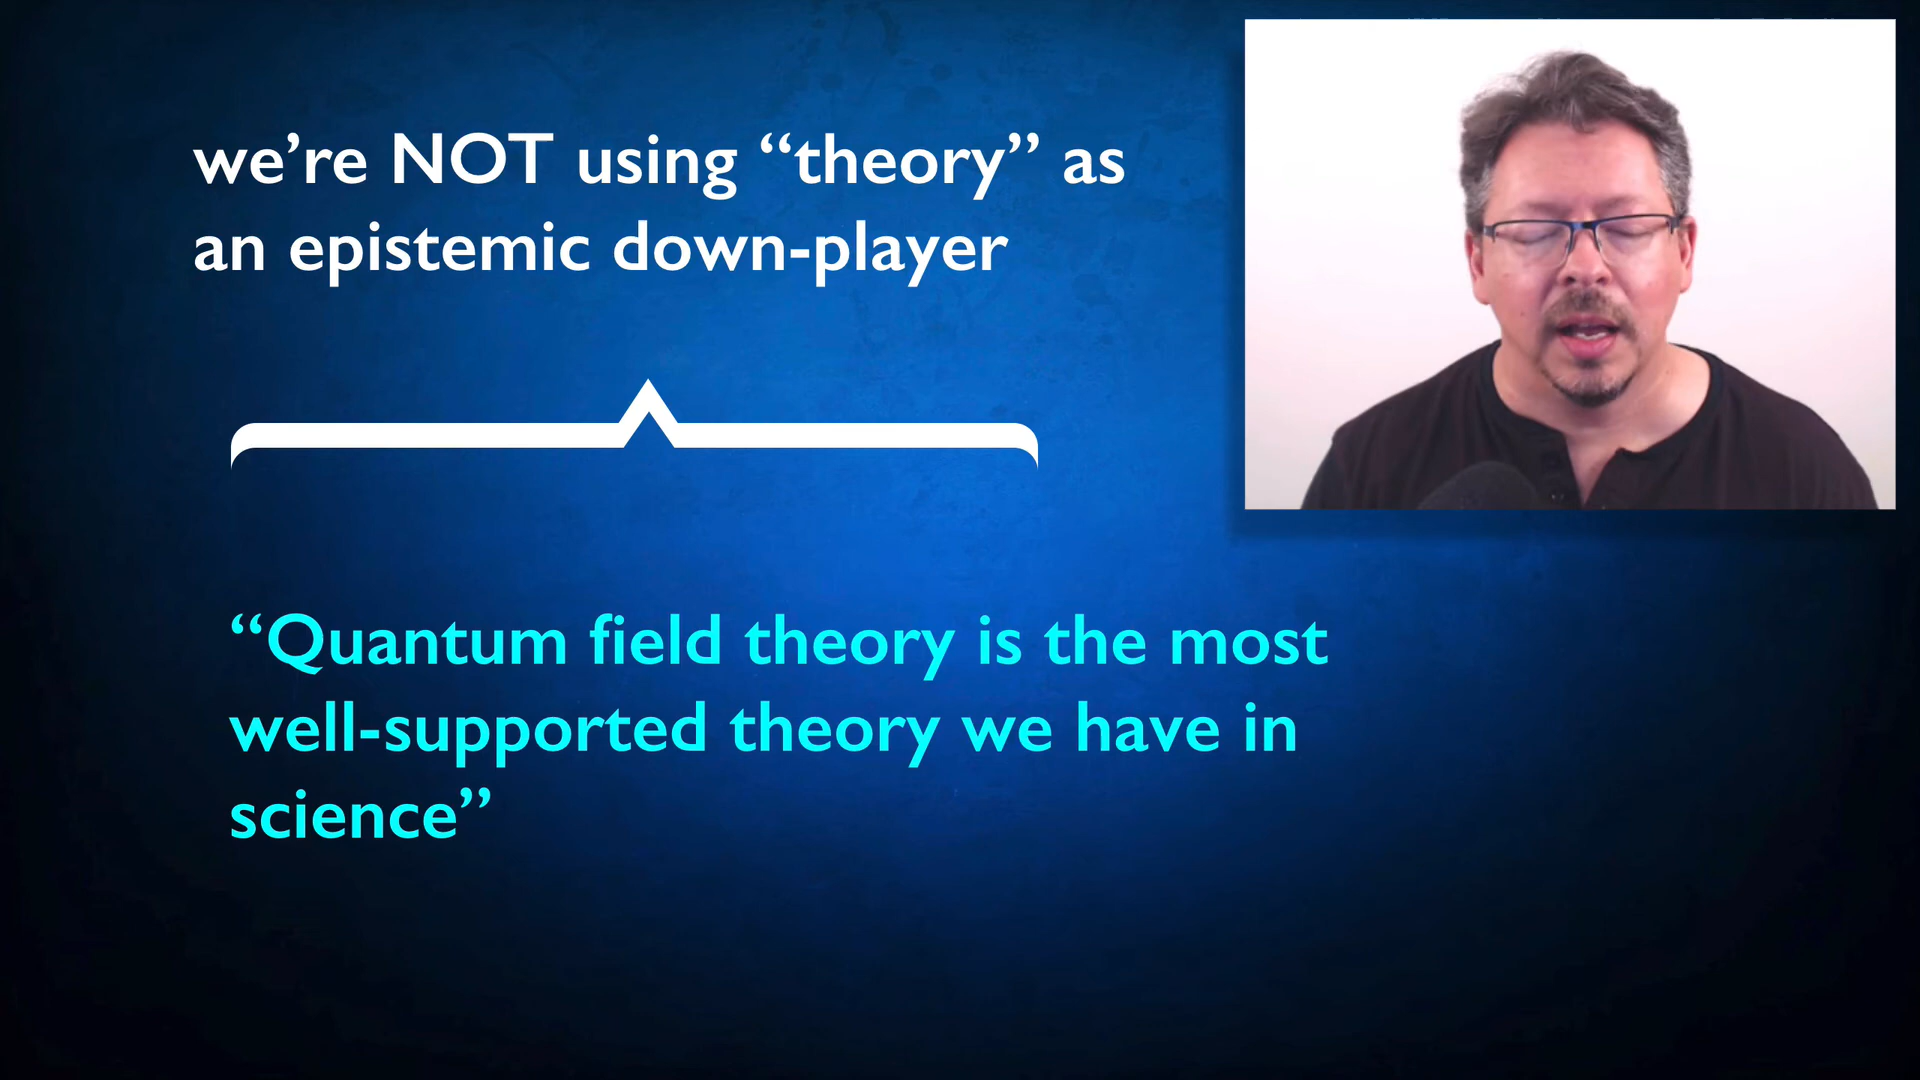 we’re NOT using “theory” as
an epistemic down-player
“Quantum field theory is the most
well-supported theory we have in
science”